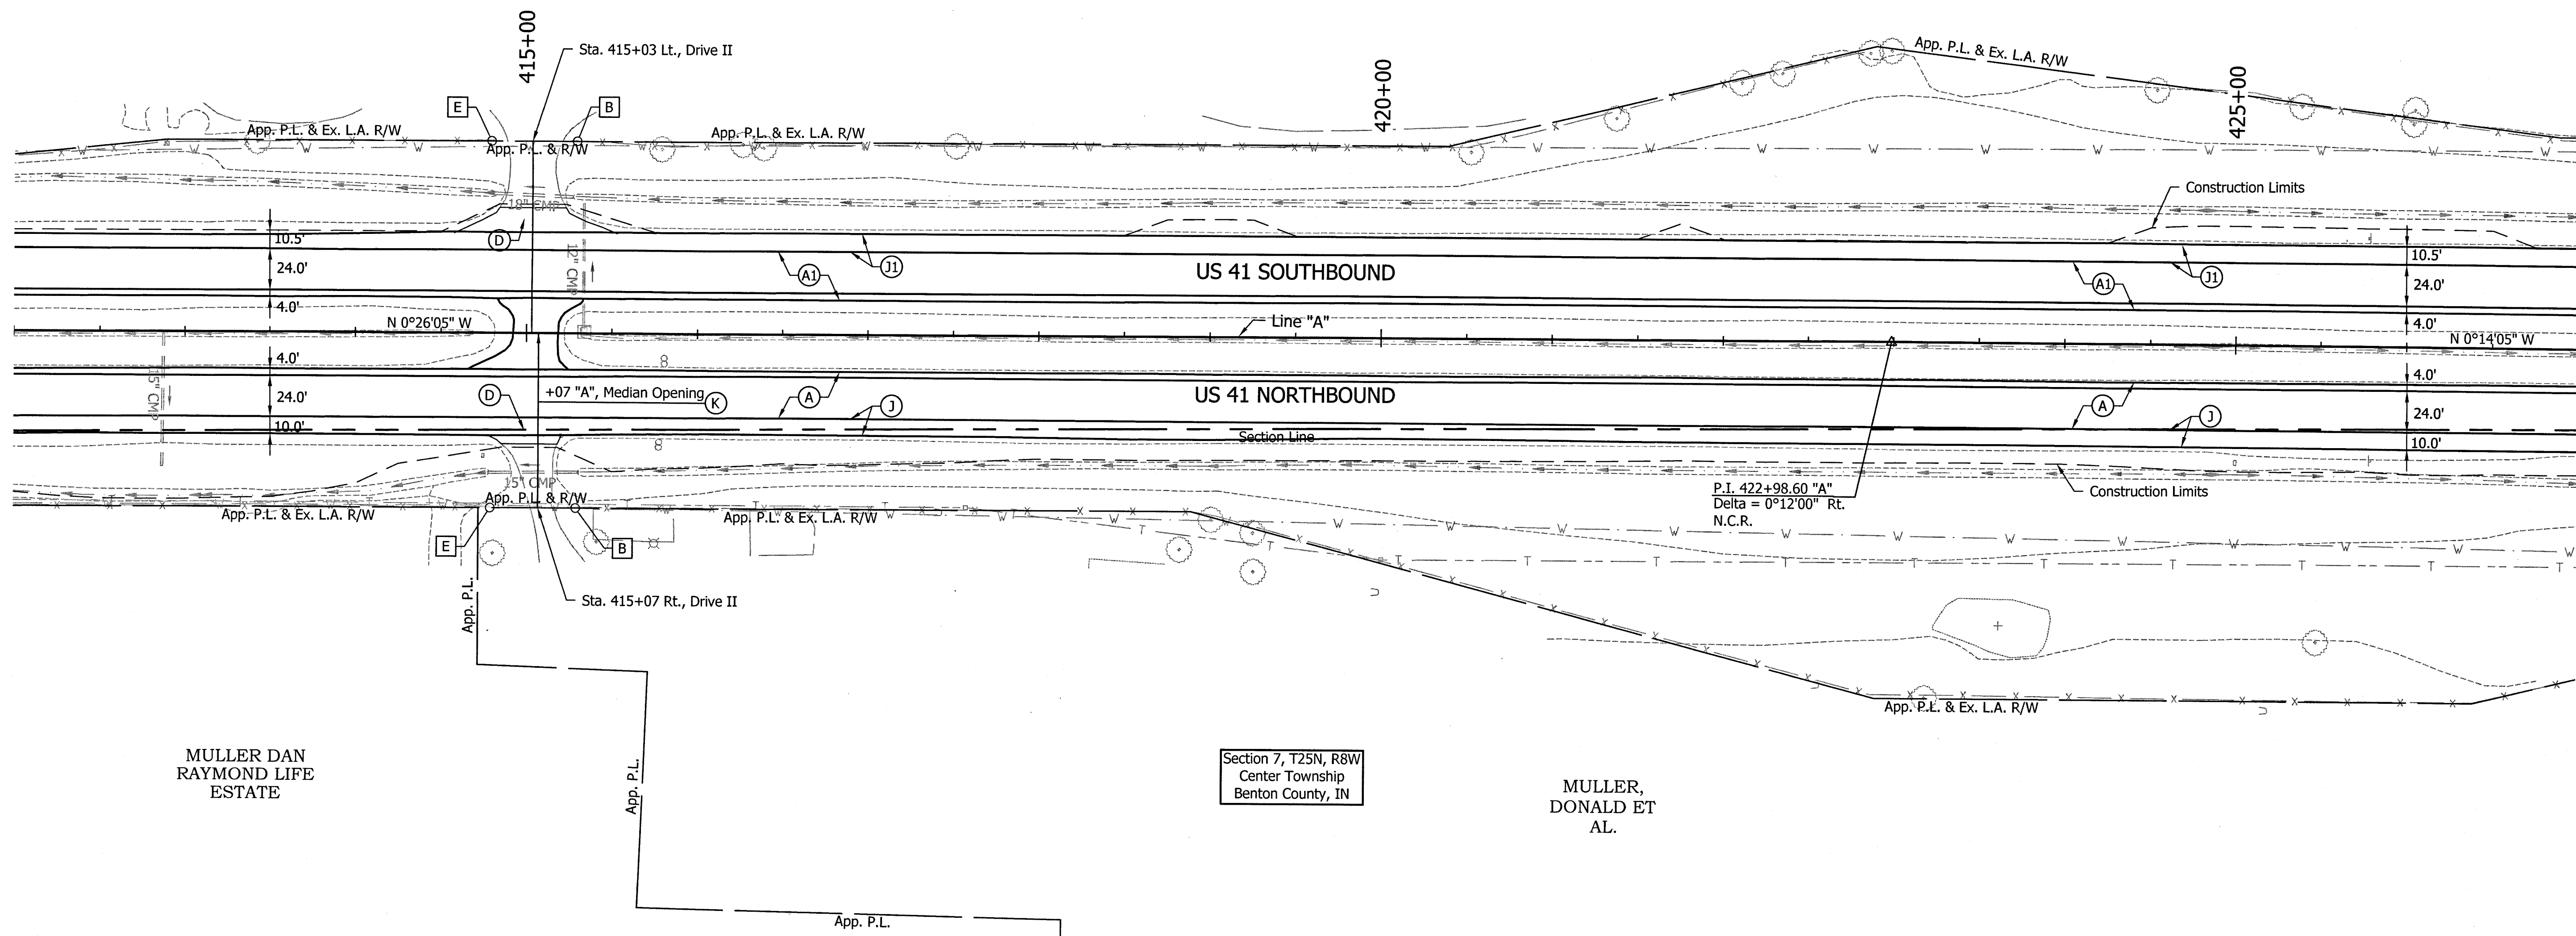 415+00
Sta. 415+03 Lt., Drive II
420+00
425+00
App. P.L. & Ex. L.A. R/W
E
B
App. P.L. & Ex. L.A. R/W
App. P.L. & Ex. L.A. R/W
App. P.L. & R/W
Construction Limits
18" CMP
D
12" CMP
10.5'
24.0'
4.0'
A1
J1
US 41 SOUTHBOUND
A1
J1
10.5'
24.0'
4.0'
N 0°26'05" W
Line "A"
N 0°14'05" W
4.0'
24.0'
10.0'
15" CMP
D
+07 "A", Median Opening
K
A
J
US 41 NORTHBOUND
Section Line
A
J
4.0'
24.0'
10.0'
15" CMP
App. P.L. & R/W
App. P.L. & Ex. L.A. R/W
App. P.L. & Ex. L.A. R/W
E
B
P.I. 422+98.60 "A"
Delta = 0°12'00" Rt.
N.C.R.
Construction Limits
App. P.L.
Sta. 415+07 Rt., Drive II
App. P.L. & Ex. L.A. R/W
MULLER DAN
RAYMOND LIFE
ESTATE
App. P.L.
Section 7, T25N, R8W
Center Township
Benton County, IN
MULLER,
DONALD ET
AL.
App. P.L.